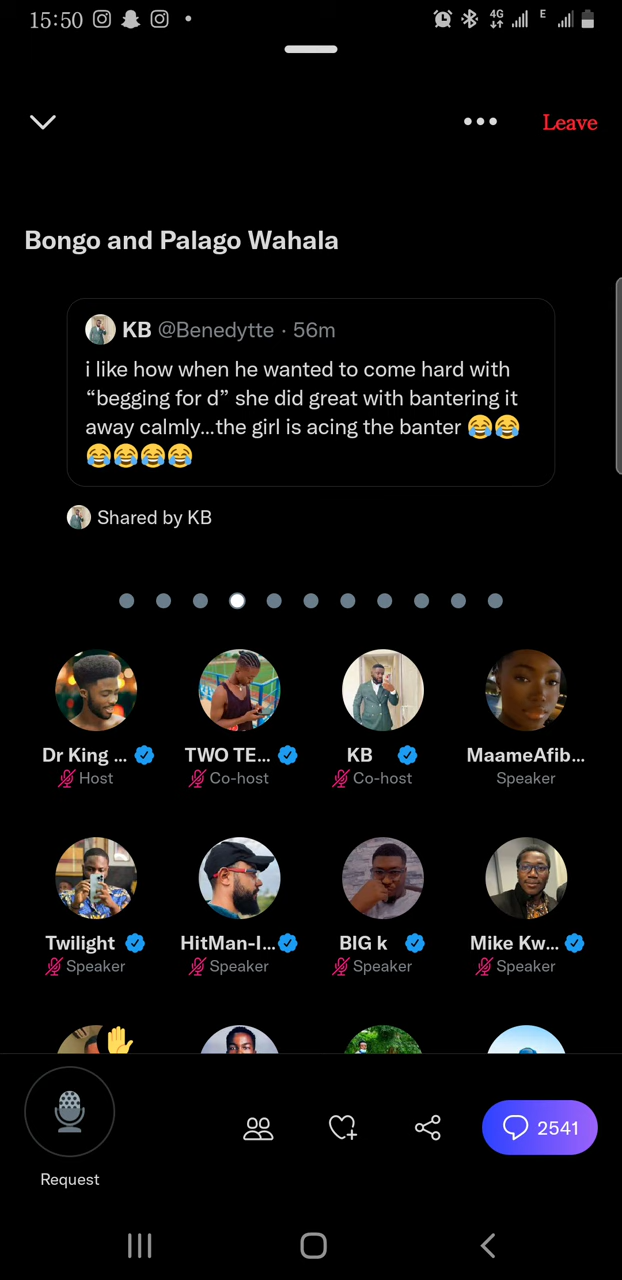 15:50
4G
E
Leave
Bongo and Palago Wahala
KB @Benedytte · 56m
i like how when he wanted to come hard with
“begging for d” she did great with bantering it
away calmly...the girl is acing the banter 😂😂
😂😂😂😂
Shared by KB
Dr King ... TWO TE... KB MaameAfib...
Host Co-host Co-host Speaker
Twilight HitMan-I... BIG k Mike Kw...
Speaker Speaker Speaker Speaker
2541
Request